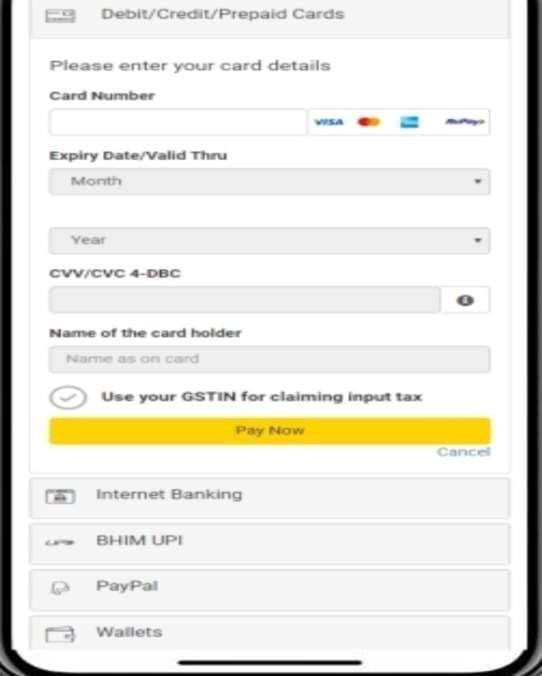 Debit/Credit/Prepaid Cards
Please enter your card details
Card Number
VISA RuPay
Expiry Date/Valid Thru
Month
Year
CVV/CVC 4-DBC
Name of the card holder
Name as on card
Use your GSTIN for claiming input tax
Pay Now
Cancel
Internet Banking
UPI BHIM UPI
PayPal
Wallets